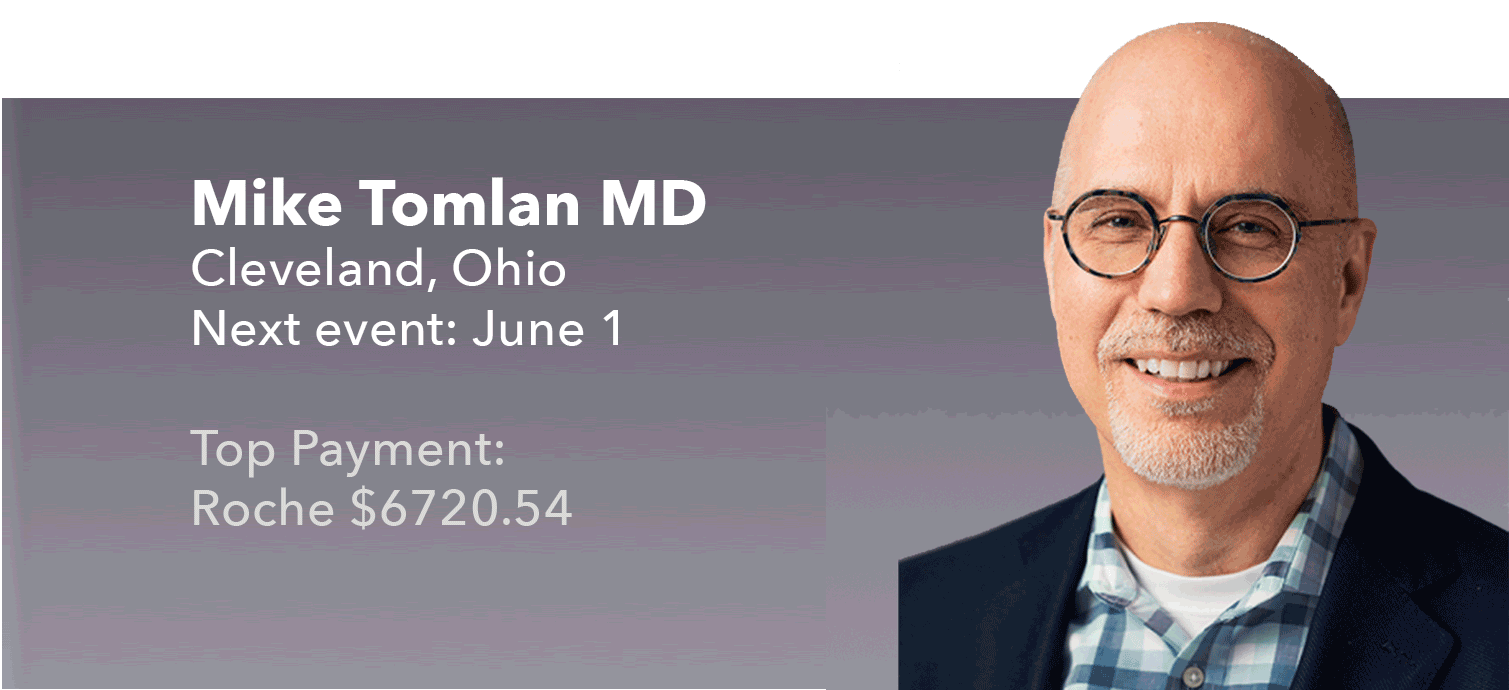 Mike Tomlan MD
Cleveland, Ohio
Next event: June 1
Top Payment:
Roche $6720.54